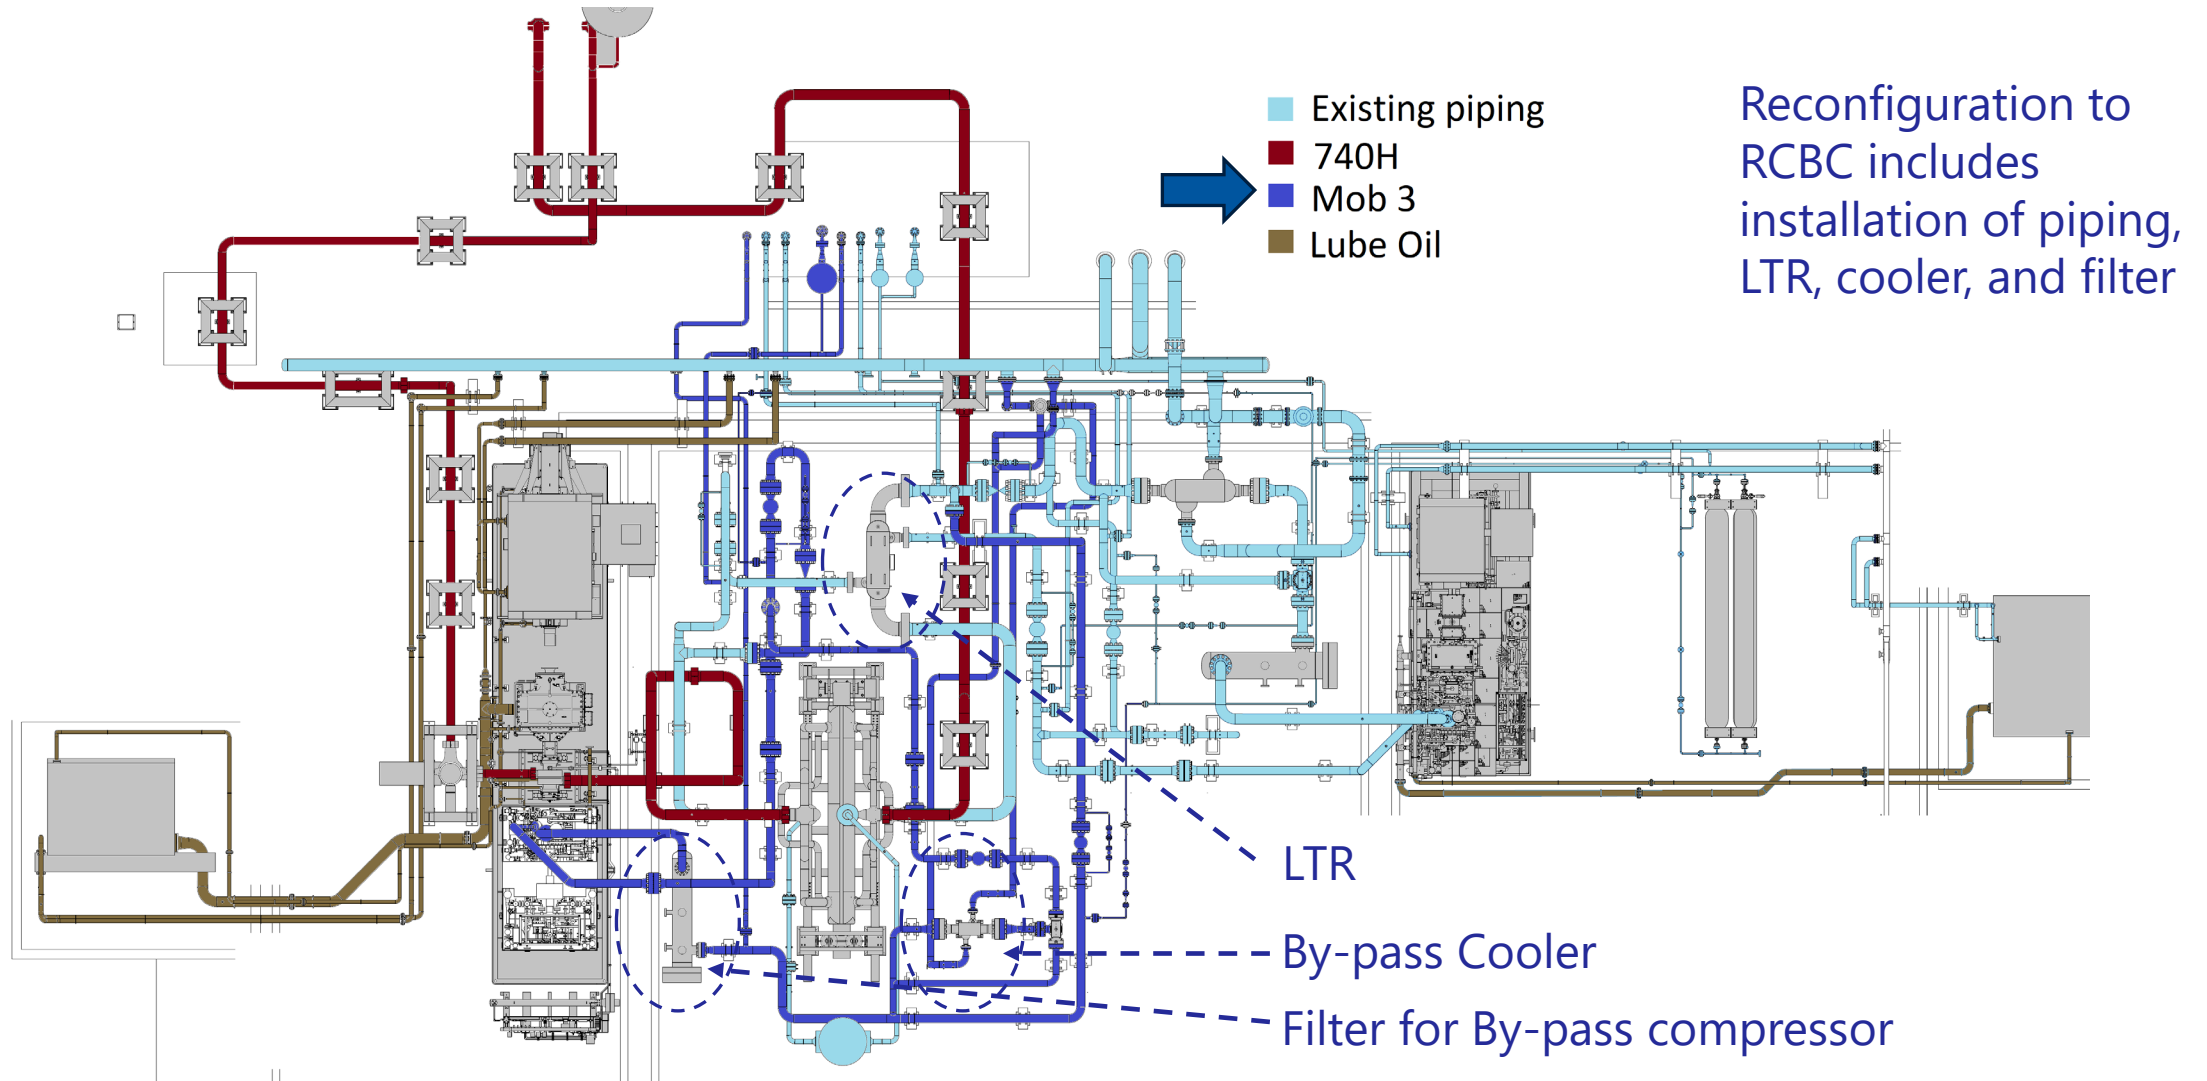 Existing piping
740H
Mob 3
Lube Oil
Reconfiguration to
RCBC includes
installation of piping,
LTR, cooler, and filter
LTR
By-pass Cooler
Filter for By-pass compressor